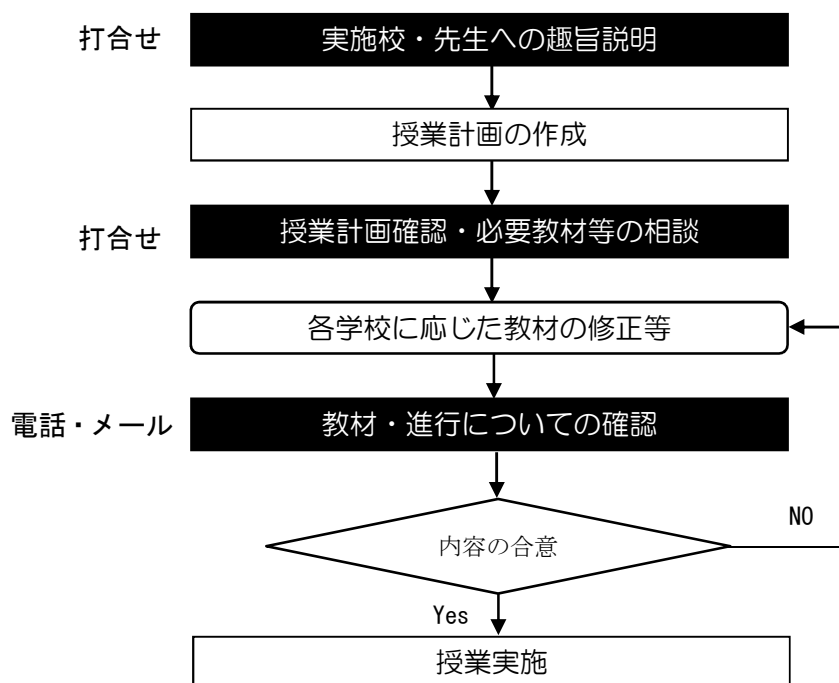 打合せ
実施校・先生への趣旨説明
授業計画の作成
打合せ
授業計画確認・必要教材等の相談
各学校に応じた教材の修正等
電話・メール
教材・進行についての確認
内容の合意
NO
Yes
授業実施